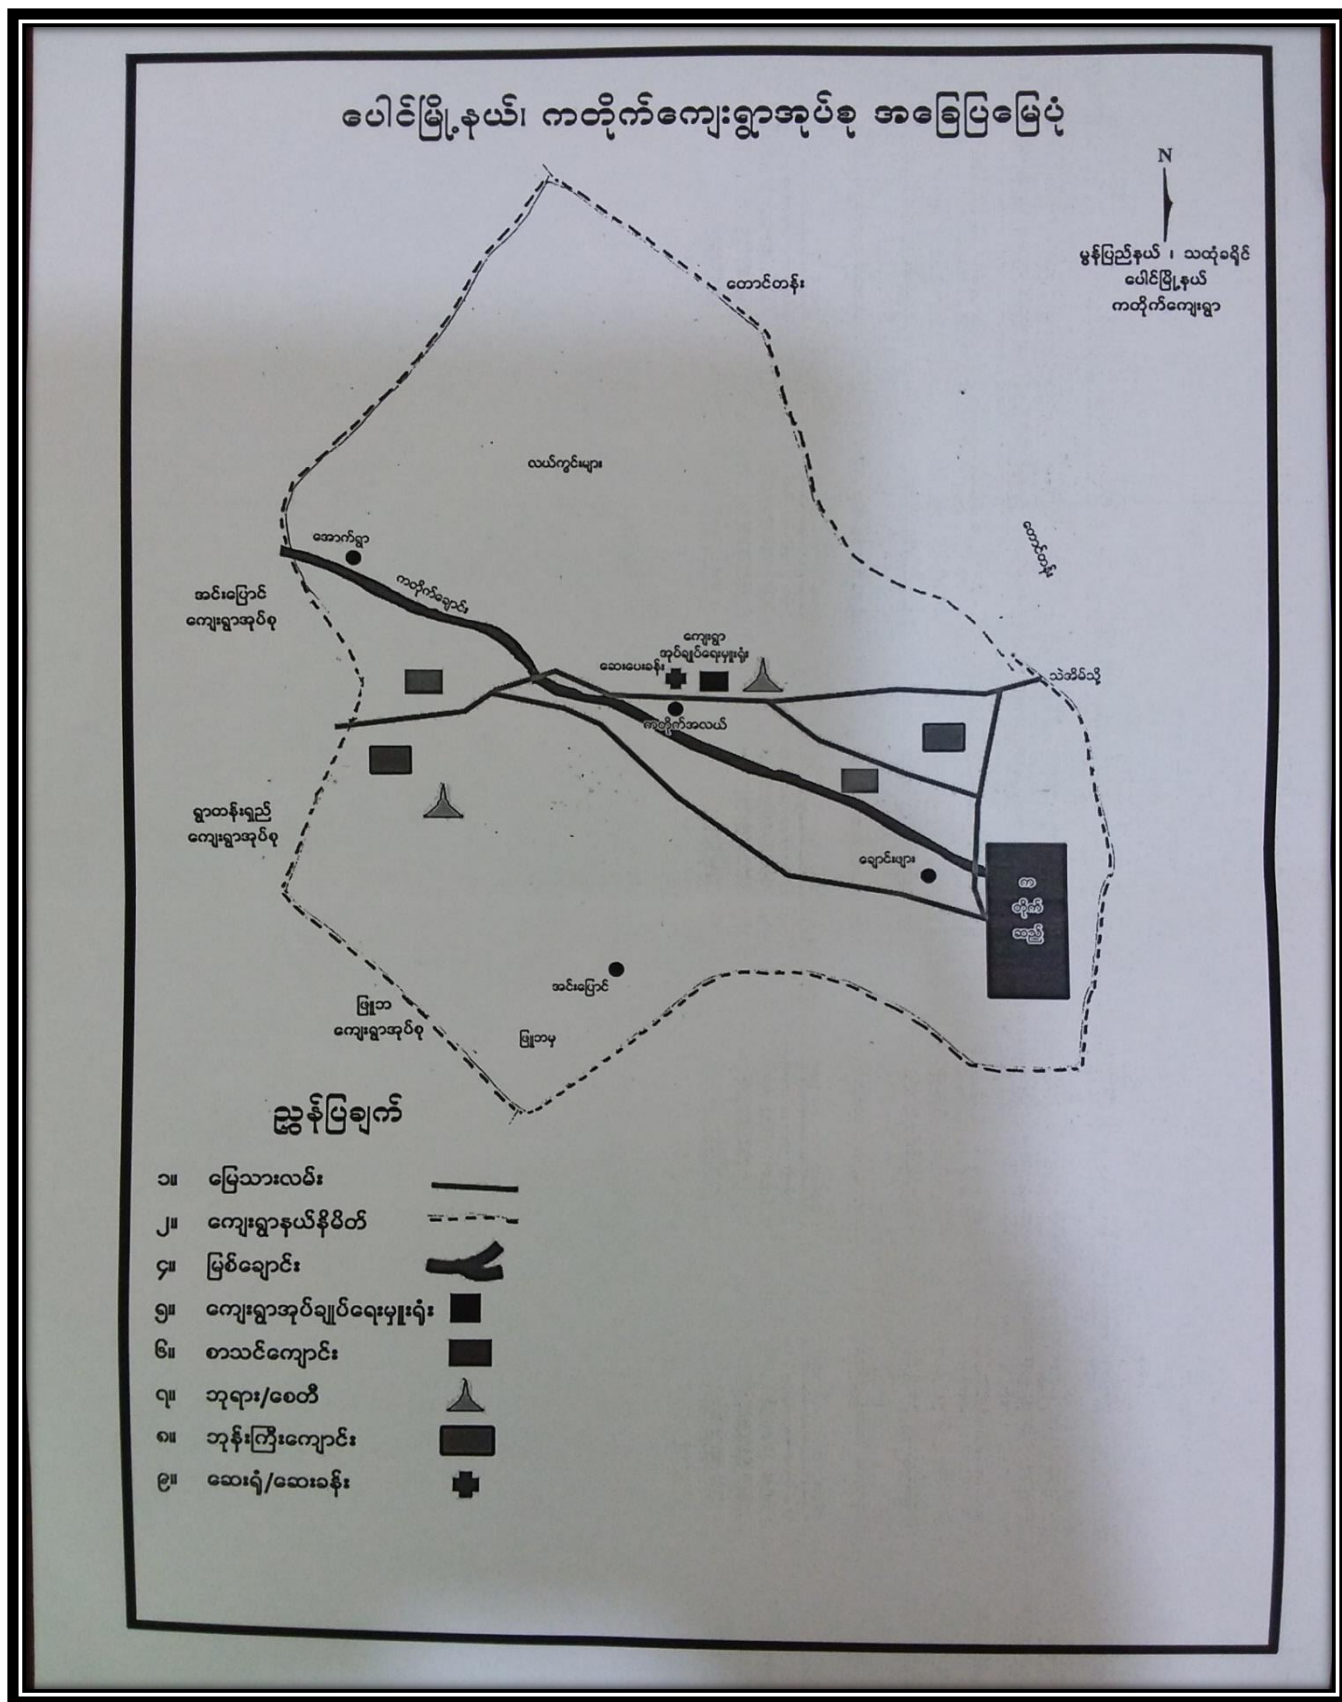 ပေါင်မြို့နယ်၊ ကတိုက်ကျေးရွာအုပ်စု အခြေပြမြေပုံ
N
မွန်ပြည်နယ် ၊ သထုံခရိုင်
ပေါင်မြို့နယ်
ကတိုက်ကျေးရွာ
တောင်တန်း
လယ်ကွင်းများ
တောင်တန်း
အောက်ရွာ
ကတိုက်ချောင်း
အင်းပြောင်
ကျေးရွာအုပ်စု
ကျေးရွာ
အုပ်ချုပ်ရေးမှူးရုံး
ဆေးပေးခန်း
သဲအိမ်သို့
ကတိုက်အလယ်
ရွာတန်းရှည်
ကျေးရွာအုပ်စု
ချောင်းဖျား
က
တိုက်
ဆည်
အင်းပြောင်
ဖြူဘ
ကျေးရွာအုပ်စု
ဖြူဘမှ
ညွှန်ပြချက်
၁။ မြေသားလမ်း
၂။ ကျေးရွာနယ်နိမိတ်
၄။ မြစ်ချောင်း
၅။ ကျေးရွာအုပ်ချုပ်ရေးမှူးရုံး
၆။ စာသင်ကျောင်း
၇။ ဘုရား/စေတီ
၈။ ဘုန်းကြီးကျောင်း
၉။ ဆေးရုံ/ဆေးခန်း